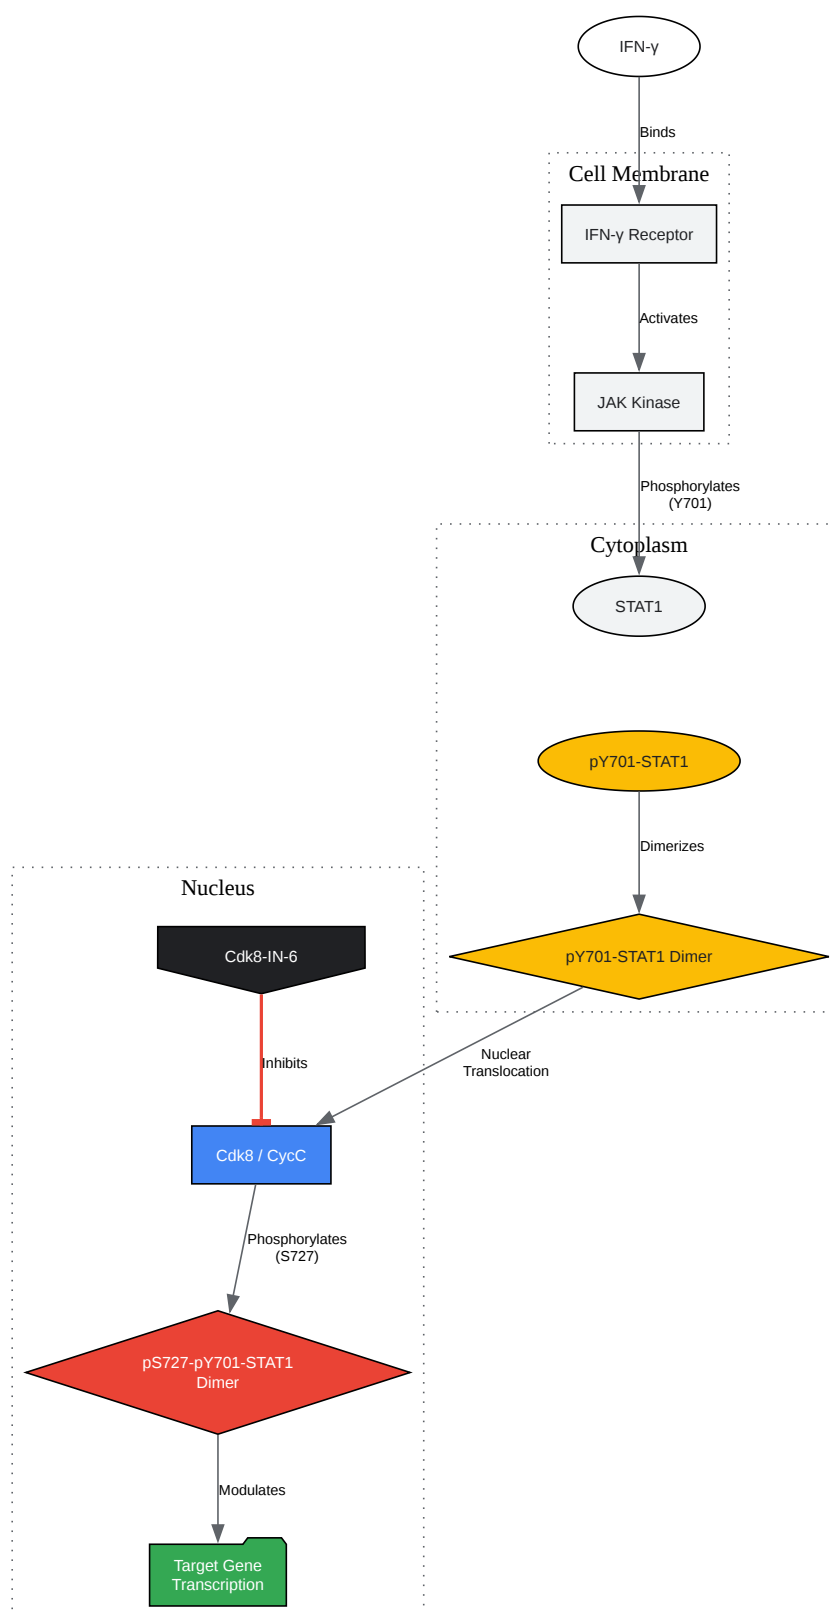 IFN-γ
Binds
Cell Membrane
IFN-γ Receptor
Activates
JAK Kinase
Phosphorylates
(Y701)
Cytoplasm
STAT1
pY701-STAT1
Dimerizes
Nucleus
Cdk8-IN-6
pY701-STAT1 Dimer
Nuclear
Translocation
Inhibits
Cdk8 / CycC
Phosphorylates
(S727)
pS727-pY701-STAT1
Dimer
Modulates
Target Gene
Transcription